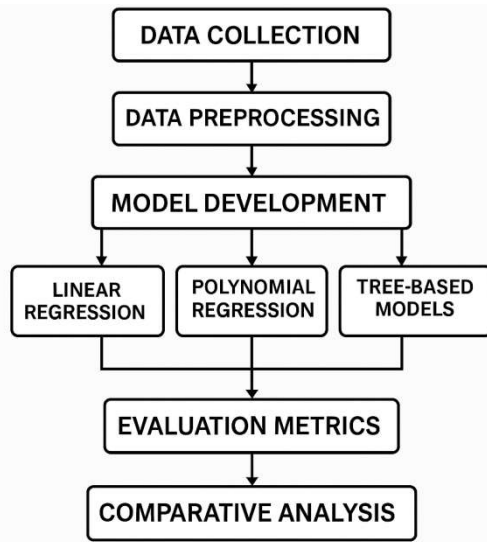 DATA COLLECTION
DATA PREPROCESSING
MODEL DEVELOPMENT
LINEAR
REGRESSION
POLYNOMIAL
REGRESSION
TREE-BASED
MODELS
EVALUATION METRICS
COMPARATIVE ANALYSIS